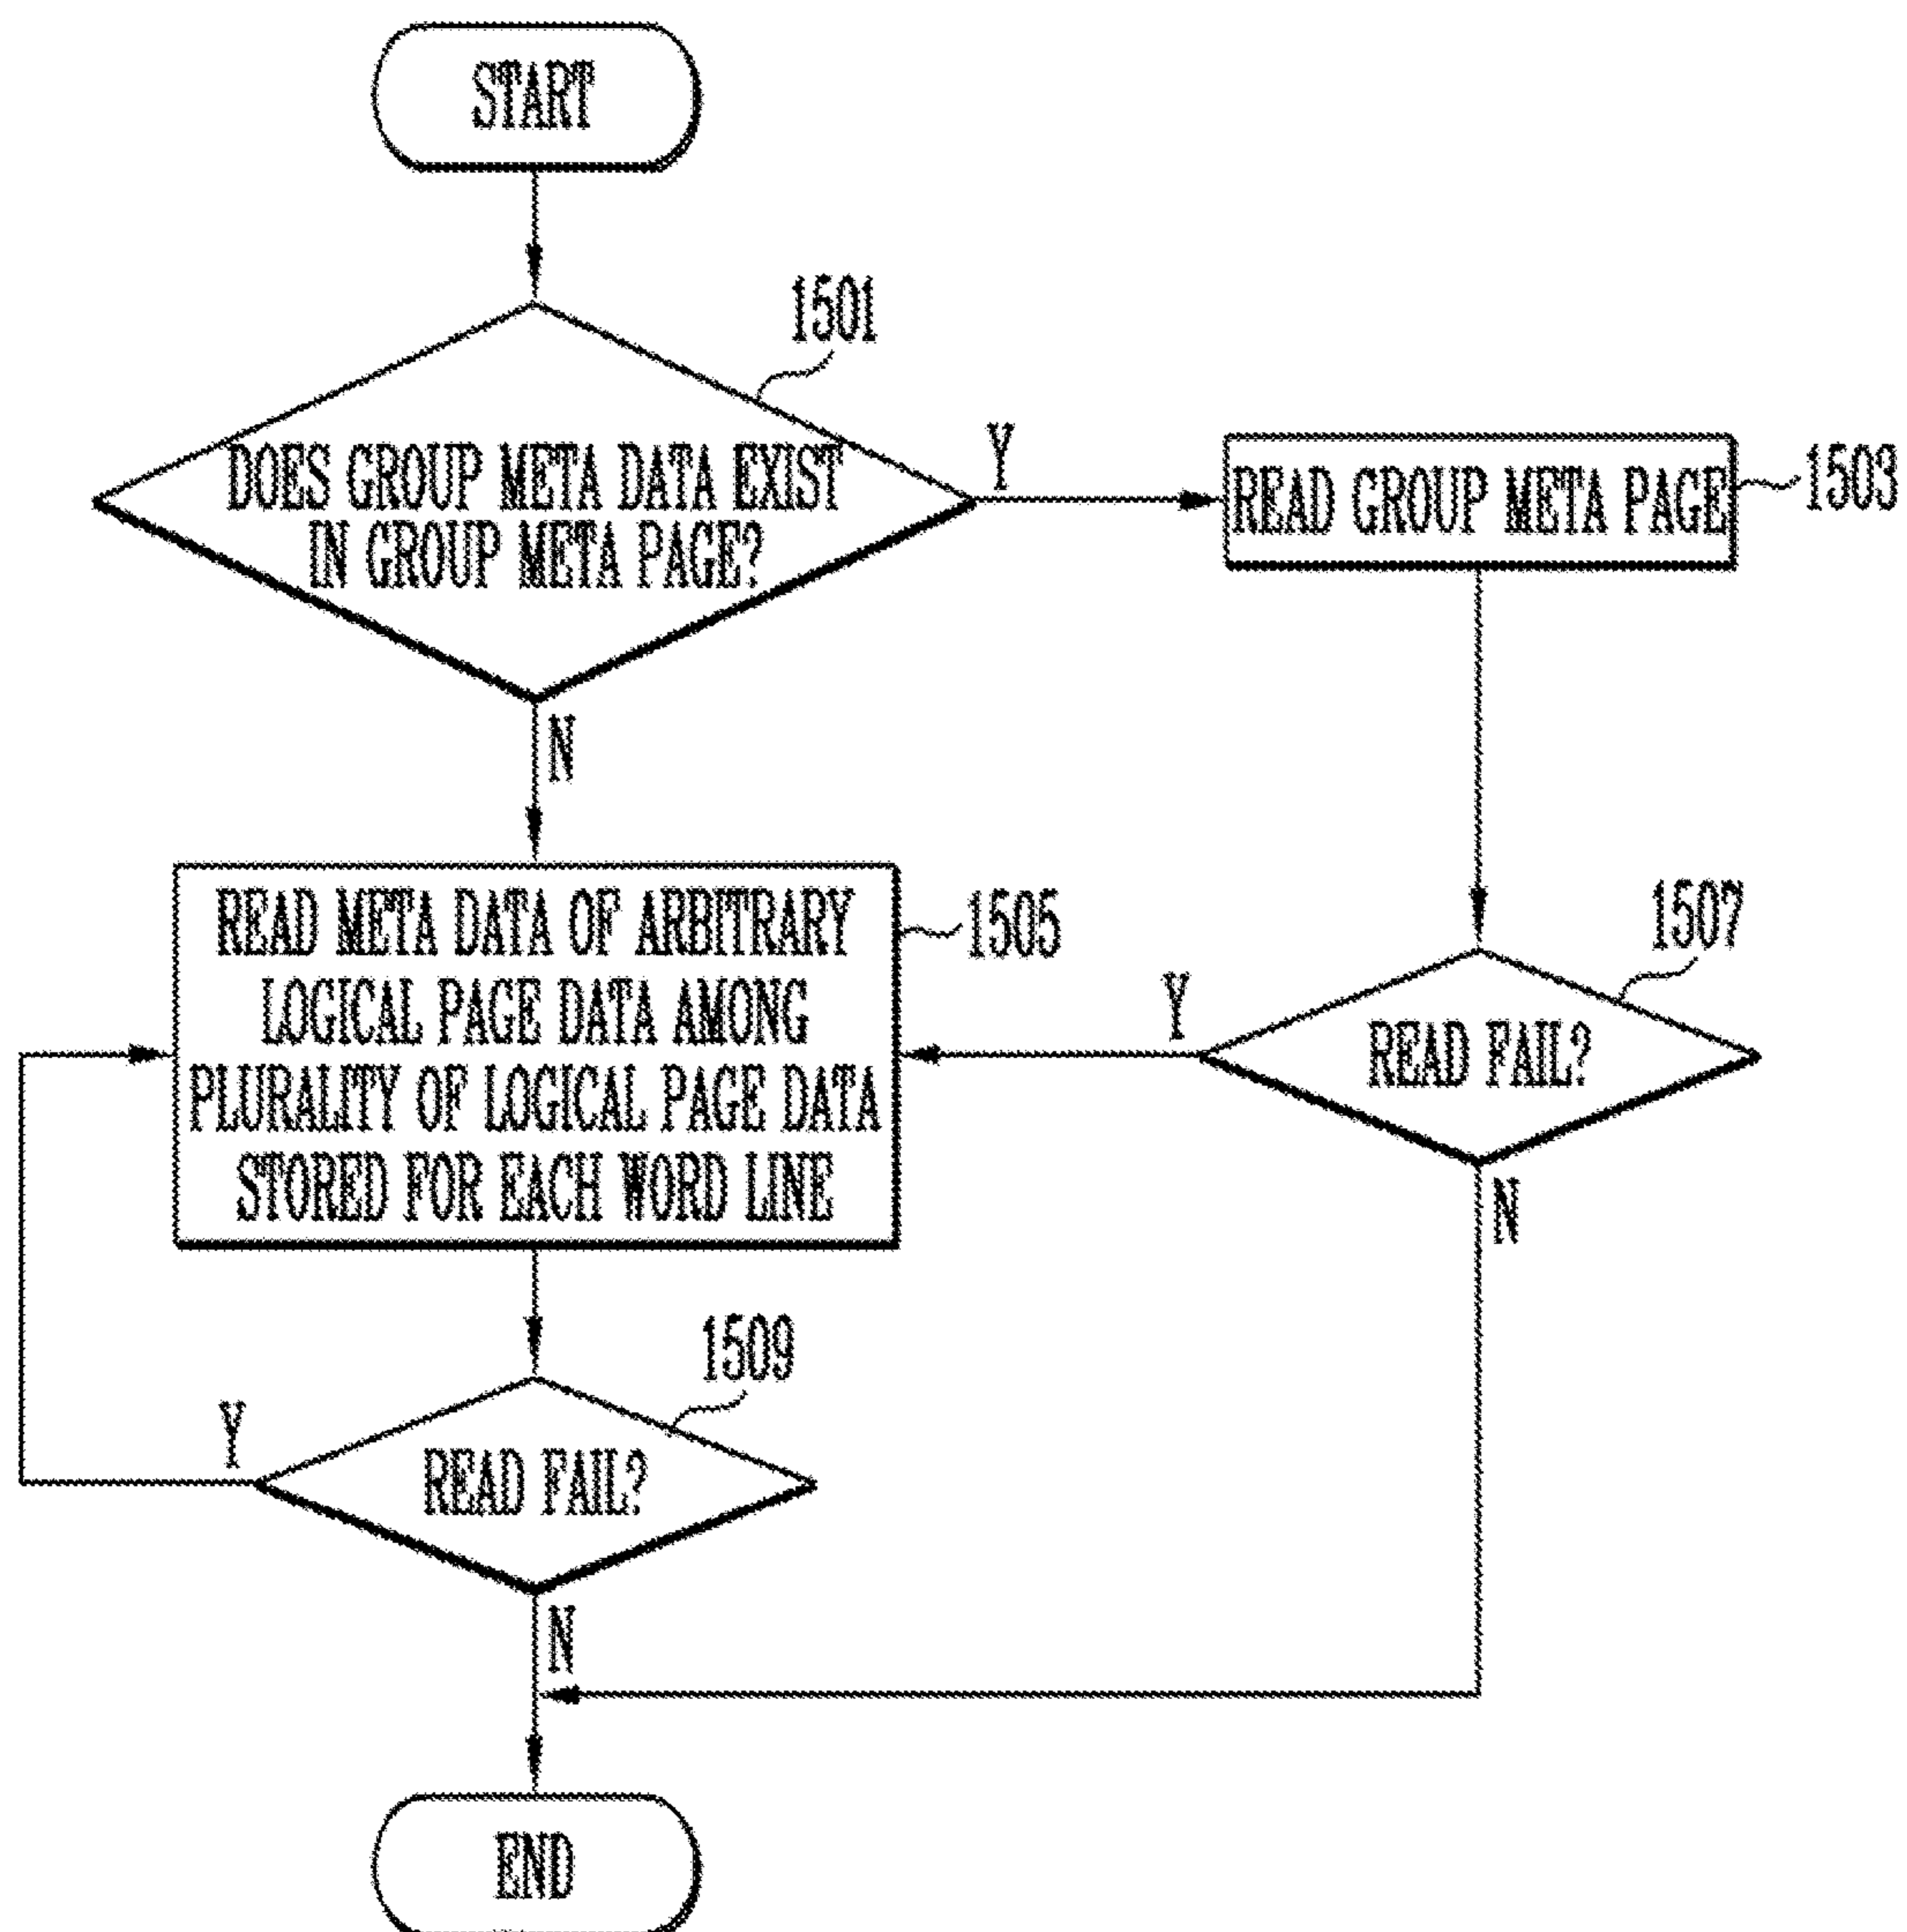 START
1501
DOES GROUP META DATA EXIST
IN GROUP META PAGE?
Y
READ GROUP META PAGE
1503
N
READ META DATA OF ARBITRARY
LOGICAL PAGE DATA AMONG
PLURALITY OF LOGICAL PAGE DATA
STORED FOR EACH WORD LINE
1505
Y
1507
READ FAIL?
N
1509
Y
READ FAIL?
N
END